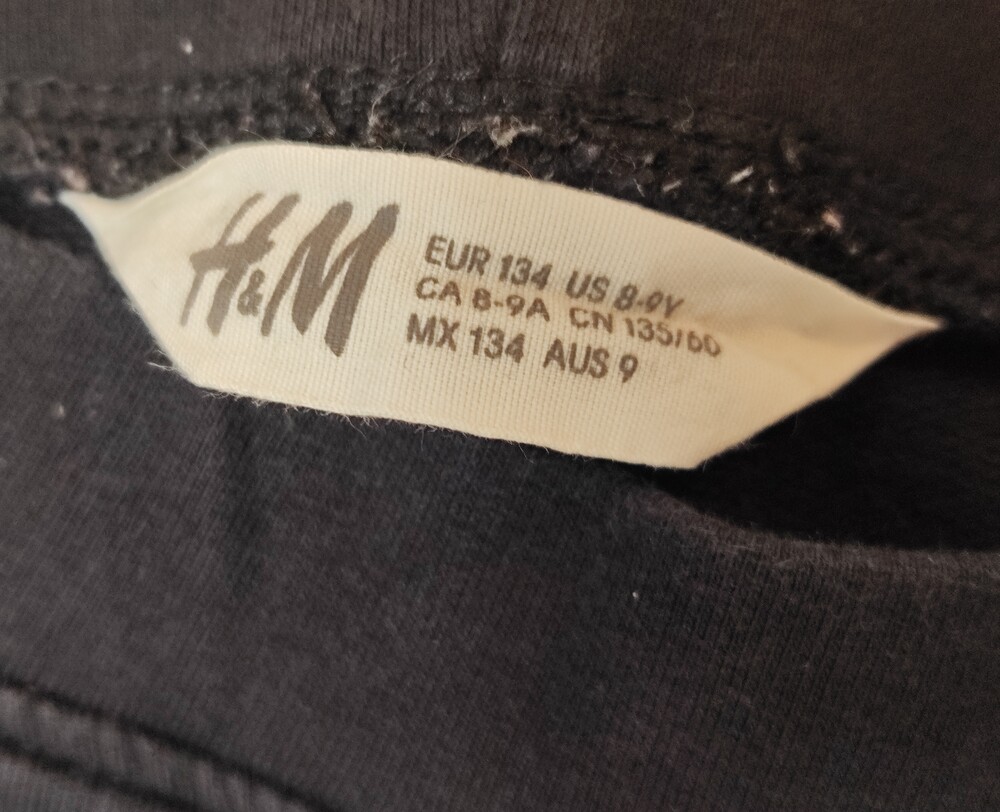 H&M
EUR 134 US 8-9Y
CA 8-9A CN 135/60
MX 134 AUS 9